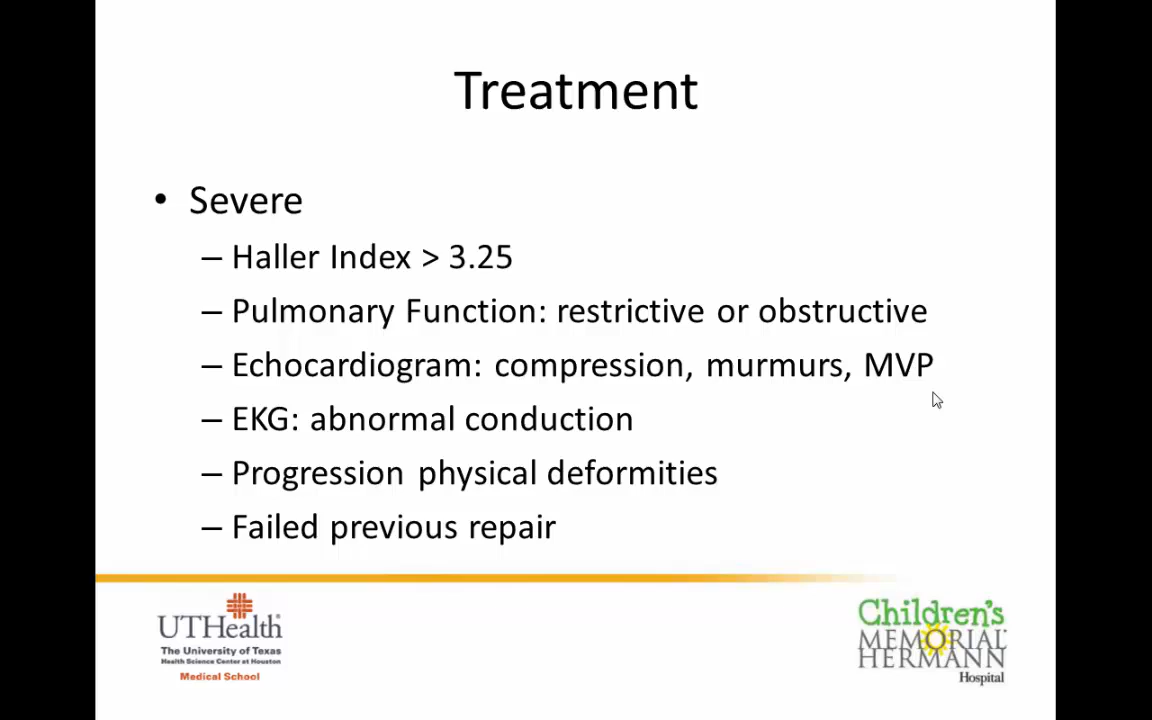 Treatment
• Severe
– Haller Index > 3.25
– Pulmonary Function: restrictive or obstructive
– Echocardiogram: compression, murmurs, MVP
– EKG: abnormal conduction
– Progression physical deformities
– Failed previous repair
UTHealth
The University of Texas
Health Science Center at Houston
Medical School
Children's
MEMORIAL
HERMANN
Hospital